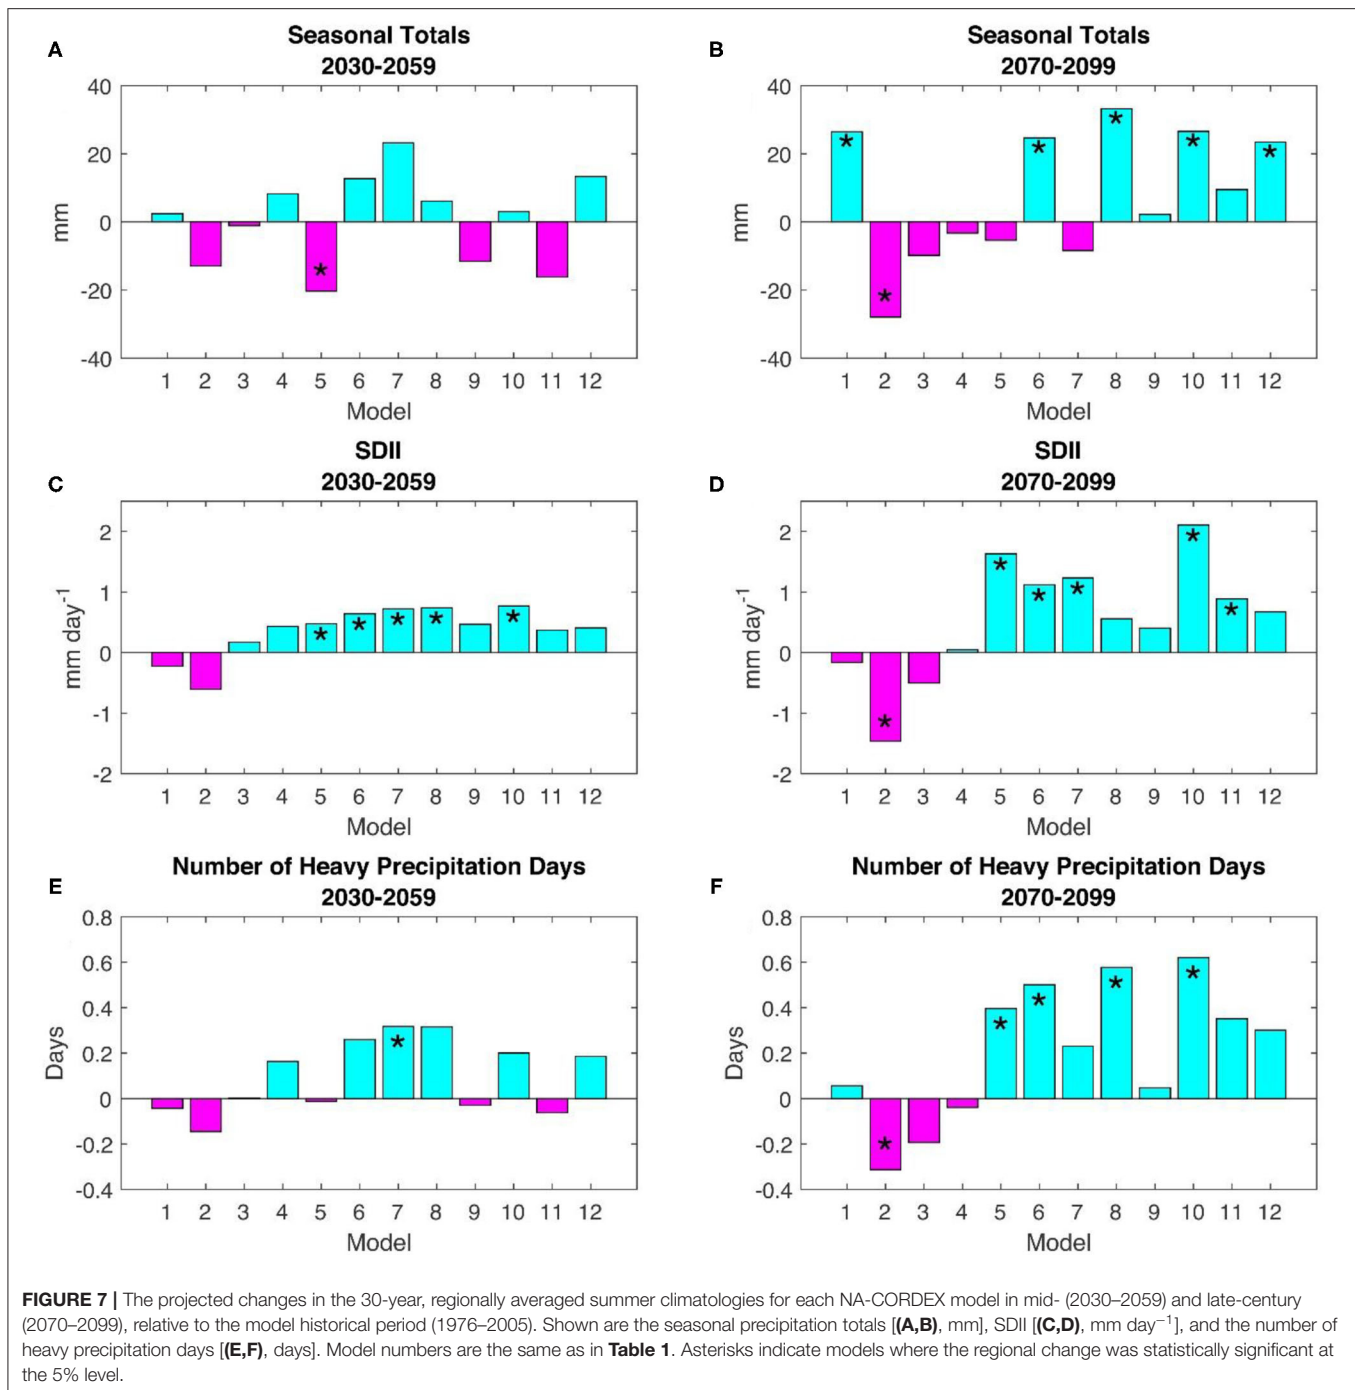 A
Seasonal Totals
2030-2059
40
20
0
-20
-40
mm
*
1 2 3 4 5 6 7 8 9 10 11 12
Model
B
Seasonal Totals
2070-2099
40
20
0
-20
-40
mm
* * * * * *
1 2 3 4 5 6 7 8 9 10 11 12
Model
C
SDII
2030-2059
2
1
0
-1
-2
mm day⁻¹
* * * * *
1 2 3 4 5 6 7 8 9 10 11 12
Model
D
SDII
2070-2099
2
1
0
-1
-2
mm day⁻¹
* * * * * *
1 2 3 4 5 6 7 8 9 10 11 12
Model
E
Number of Heavy Precipitation Days
2030-2059
0.8
0.6
0.4
0.2
0
-0.2
-0.4
Days
*
1 2 3 4 5 6 7 8 9 10 11 12
Model
F
Number of Heavy Precipitation Days
2070-2099
0.8
0.6
0.4
0.2
0
-0.2
-0.4
Days
* * * * *
1 2 3 4 5 6 7 8 9 10 11 12
Model
FIGURE 7 | The projected changes in the 30-year, regionally averaged summer climatologies for each NA-CORDEX model in mid- (2030–2059) and late-century
(2070–2099), relative to the model historical period (1976–2005). Shown are the seasonal precipitation totals [(A,B), mm], SDII [(C,D), mm day⁻¹], and the number of
heavy precipitation days [(E,F), days]. Model numbers are the same as in Table 1. Asterisks indicate models where the regional change was statistically significant at
the 5% level.